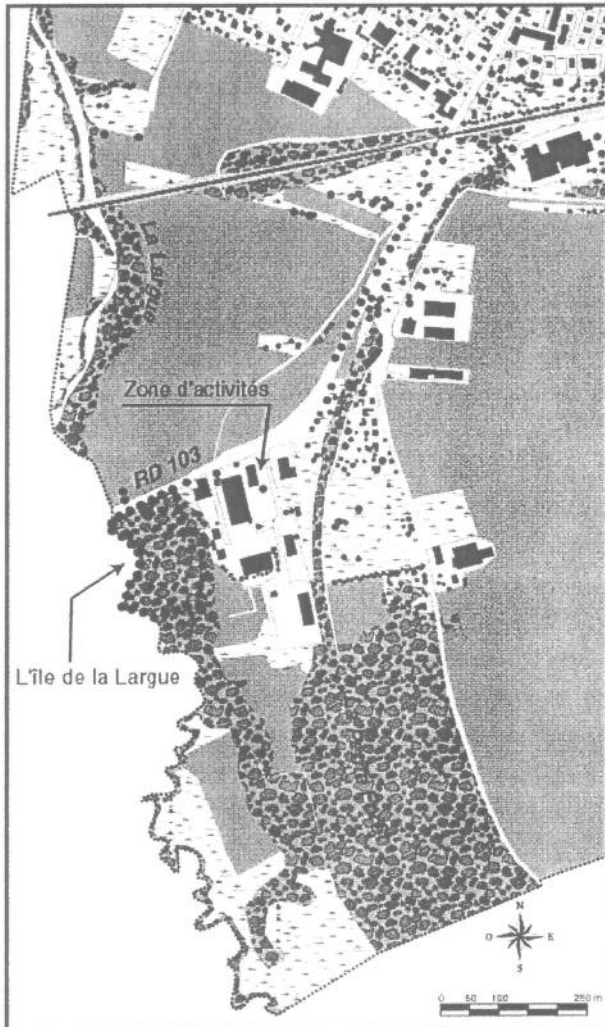 La Largue
Zone d'activités
RD 103
L'île de la Largue
N
O E
S
0 50 100 250 m